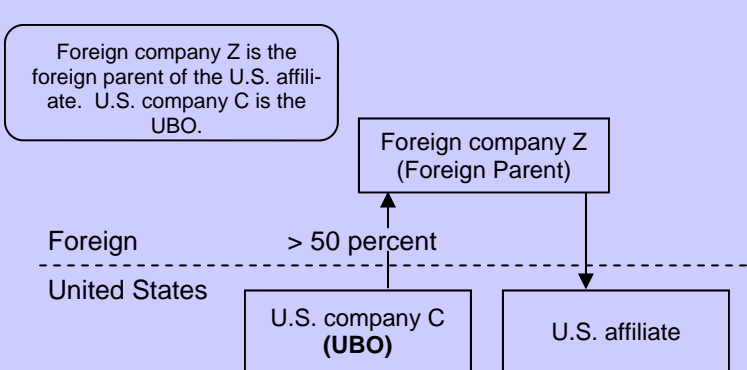 Foreign company Z is the
foreign parent of the U.S. affili-
ate. U.S. company C is the
UBO.
Foreign company Z
(Foreign Parent)
Foreign
> 50 percent
United States
U.S. company C
(UBO)
U.S. affiliate